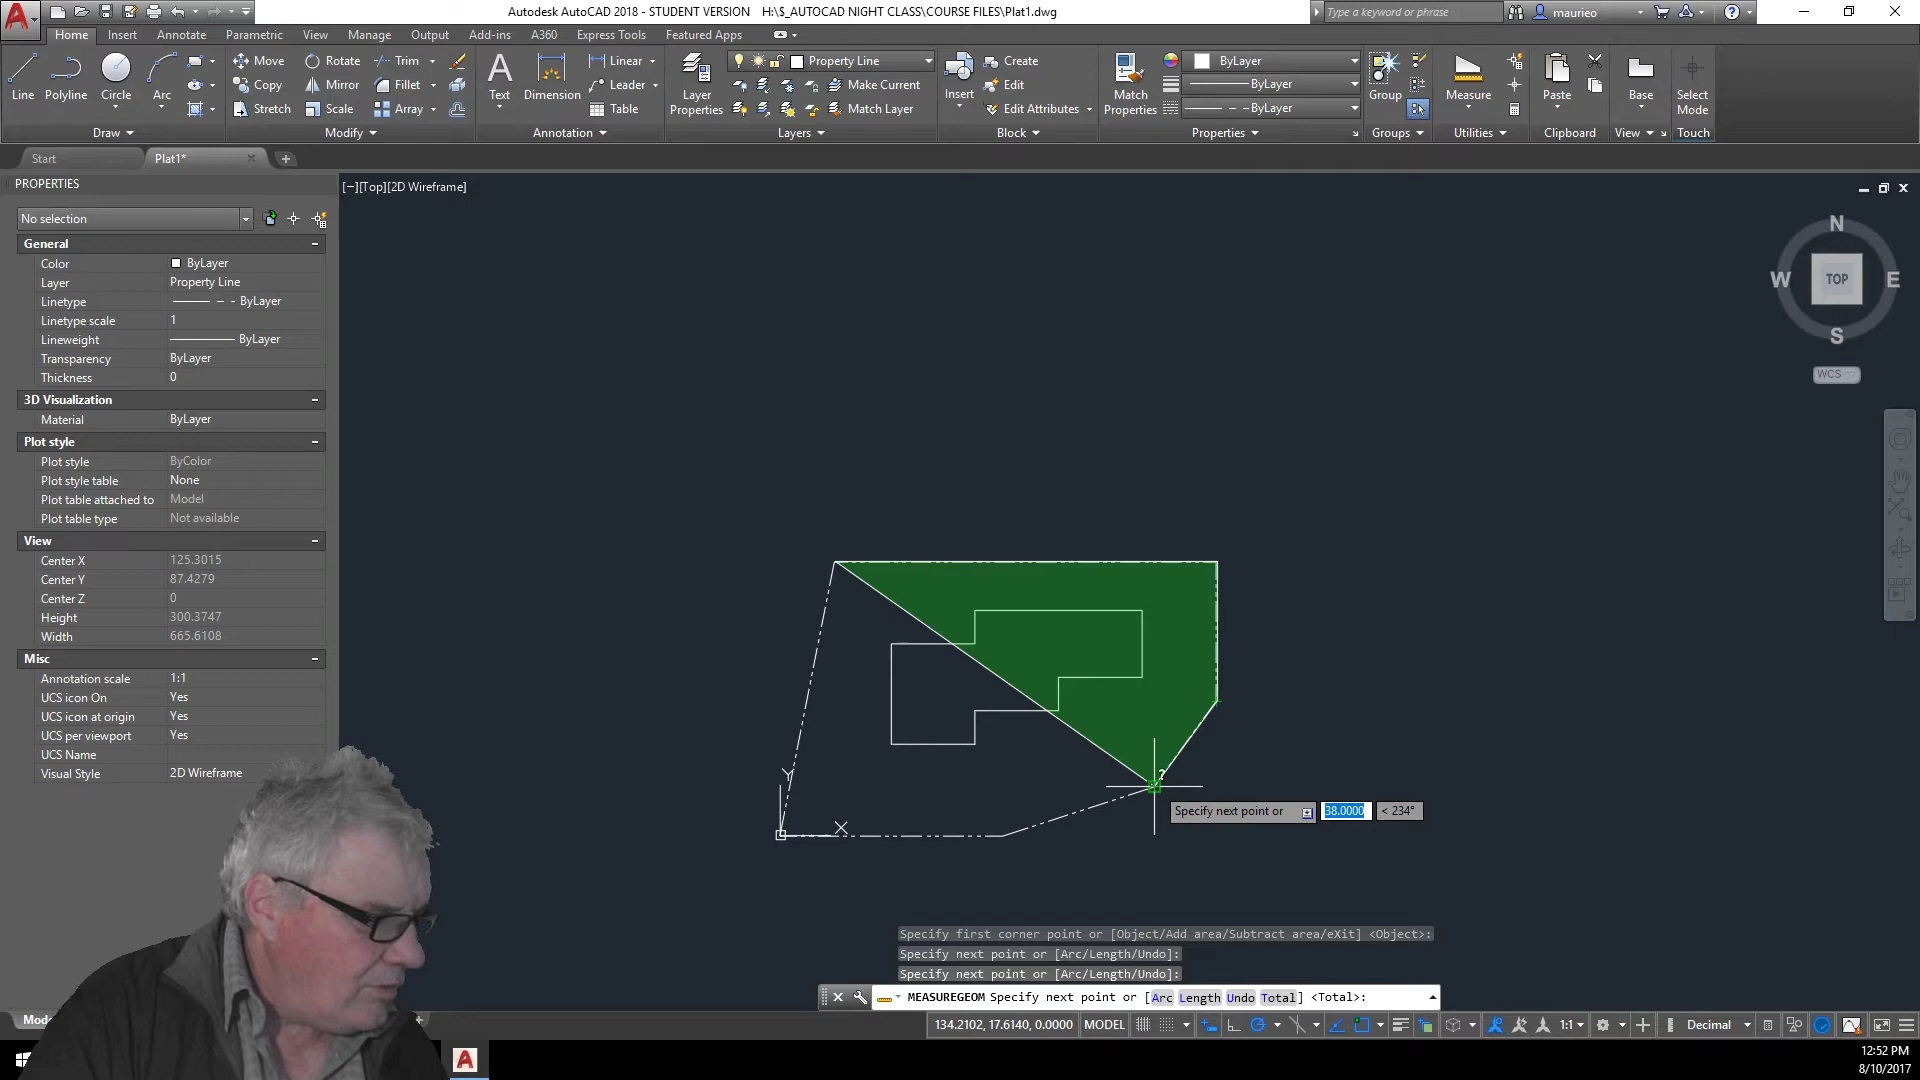 Autodesk AutoCAD 2018 - STUDENT VERSION H:\$_AUTOCAD NIGHT CLASS\COURSE FILES\Plat1.dwg
Type a keyword or phrase
maurieo
Home Insert Annotate Parametric View Manage Output Add-ins A360 Express Tools Featured Apps
Line Polyline Circle Arc
Move Rotate Trim
Copy Mirror Fillet
Stretch Scale Array
Text Dimension
Linear
Leader
Table
Layer Properties
Property Line
Make Current
Match Layer
Insert
Create
Edit
Edit Attributes
Match Properties
ByLayer
ByLayer
ByLayer
Group
Measure
Paste
Base
Select Mode
Draw Modify Annotation Layers Block Properties Groups Utilities Clipboard View Touch
Start Plat1*
PROPERTIES
[−][Top][2D Wireframe]
No selection
General
Color ByLayer
Layer Property Line
Linetype ByLayer
Linetype scale 1
Lineweight ByLayer
Transparency ByLayer
Thickness 0
3D Visualization
Material ByLayer
Plot style
Plot style ByColor
Plot style table None
Plot table attached to Model
Plot table type Not available
View
Center X 125.3015
Center Y 87.4279
Center Z 0
Height 300.3747
Width 665.6108
Misc
Annotation scale 1:1
UCS icon On Yes
UCS icon at origin Yes
UCS per viewport Yes
UCS Name
Visual Style 2D Wireframe
N
W TOP E
S
WCS
Y
X
?
Specify next point or 38.0000 < 234°
Specify first corner point or [Object/Add area/Subtract area/eXit] <Object>:
Specify next point or [Arc/Length/Undo]:
Specify next point or [Arc/Length/Undo]:
MEASUREGEOM Specify next point or [Arc Length Undo Total] <Total>:
134.2102, 17.6140, 0.0000 MODEL 1:1 Decimal
12:52 PM
8/10/2017